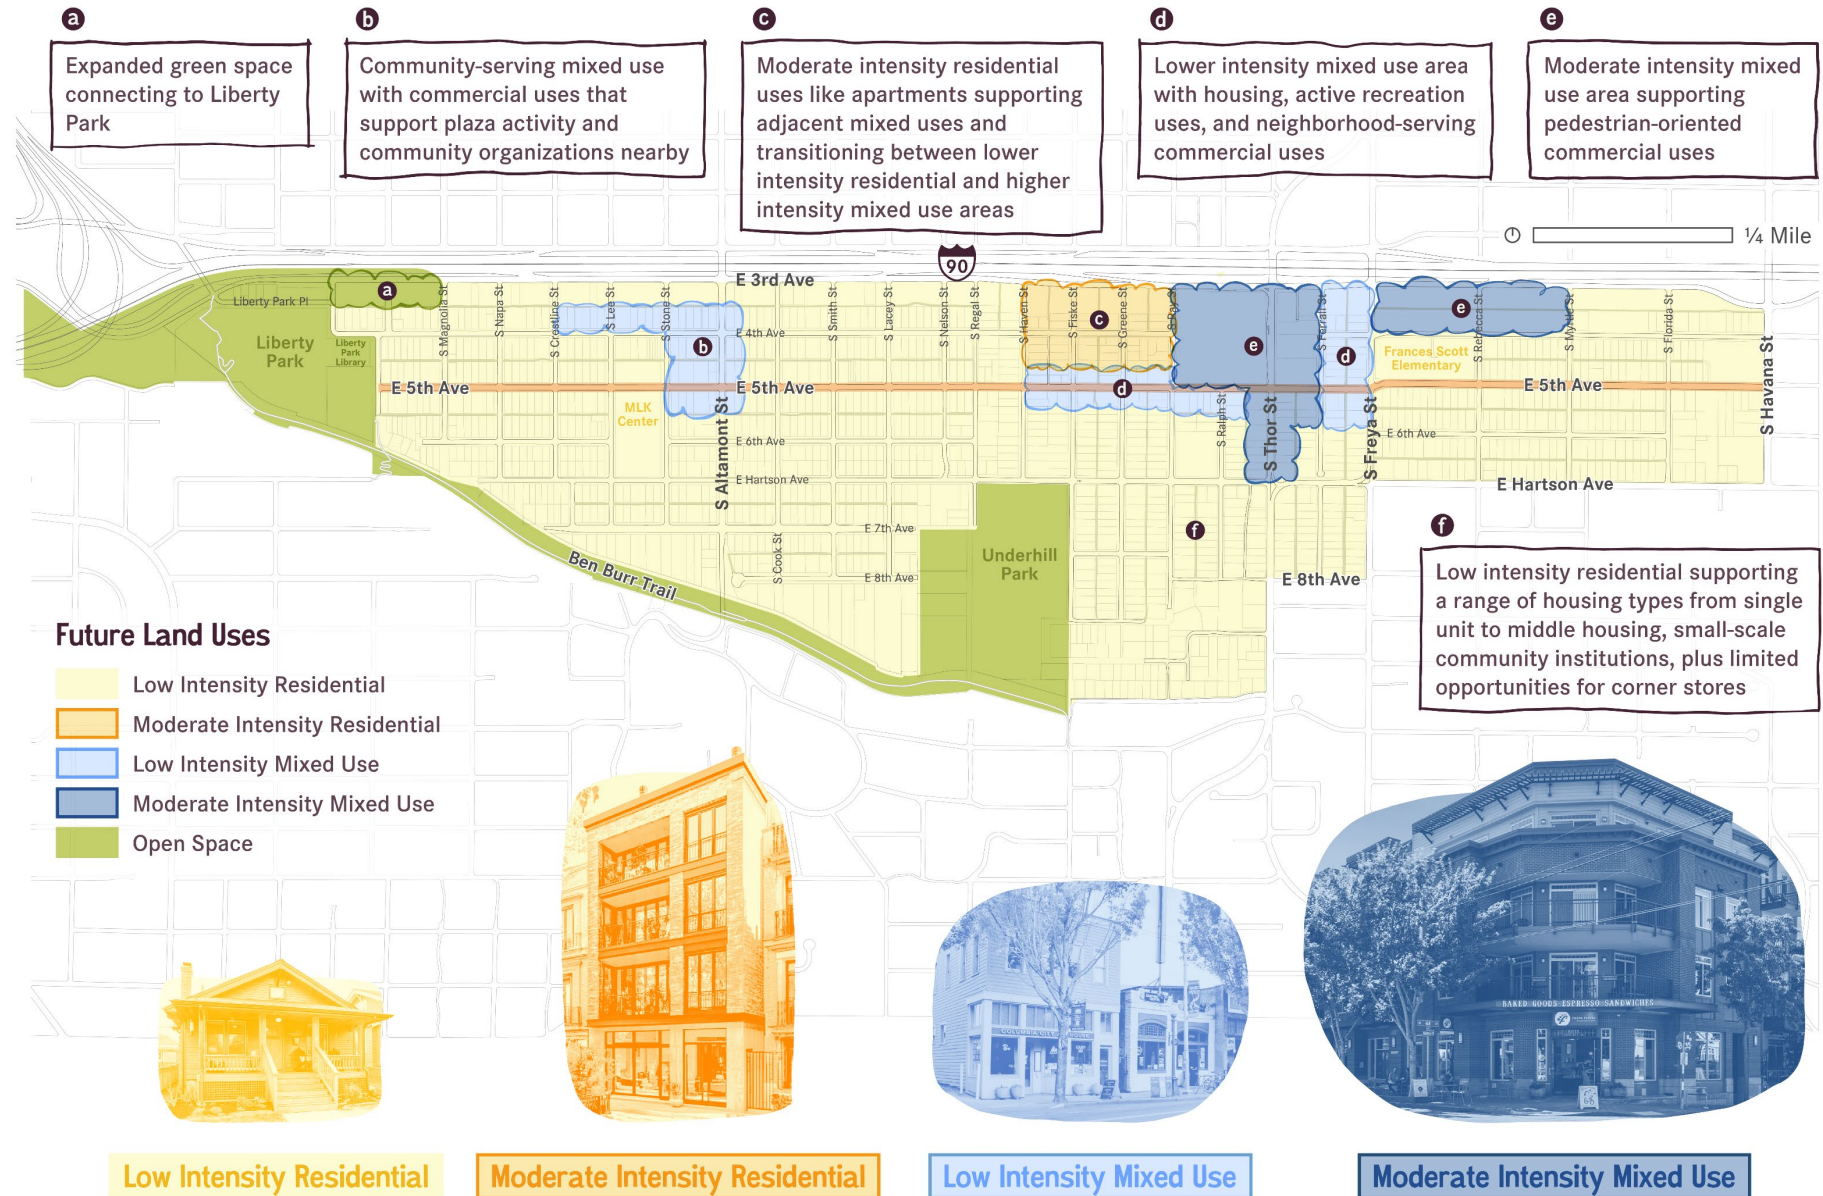 a
Expanded green space
connecting to Liberty
Park
b
Community-serving mixed use
with commercial uses that
support plaza activity and
community organizations nearby
c
Moderate intensity residential
uses like apartments supporting
adjacent mixed uses and
transitioning between lower
intensity residential and higher
intensity mixed use areas
d
Lower intensity mixed use area
with housing, active recreation
uses, and neighborhood-serving
commercial uses
e
Moderate intensity mixed
use area supporting
pedestrian-oriented
commercial uses
¼ Mile
90
E 3rd Ave
Liberty Park Pl
a
S Magnolia St
S Napa St
S Crestline St
S Lee St
S Stone St
E 4th Ave
S Smith St
S Lacey St
S Nelson St
S Regal St
S Haven St
S Fiske St
S Greene St
S Ray St
S Ferrall St
S Rebecca St
S Myrtle St
S Florida St
S Havana St
b
c
e
d
e
d
Liberty
Park
Liberty
Park
Library
Frances Scott
Elementary
E 5th Ave
E 5th Ave
E 5th Ave
MLK
Center
S Altamont St
S Ralph St
S Thor St
S Freya St
E 6th Ave
E 6th Ave
E Hartson Ave
E Hartson Ave
E 7th Ave
f
S Cook St
E 8th Ave
E 8th Ave
Underhill
Park
Ben Burr Trail
f
Low intensity residential supporting
a range of housing types from single
unit to middle housing, small-scale
community institutions, plus limited
opportunities for corner stores
Future Land Uses
Low Intensity Residential
Moderate Intensity Residential
Low Intensity Mixed Use
Moderate Intensity Mixed Use
Open Space
COLUMBIA CITY
BAKED GOODS ESPRESSO SANDWICHES
Low Intensity Residential
Moderate Intensity Residential
Low Intensity Mixed Use
Moderate Intensity Mixed Use